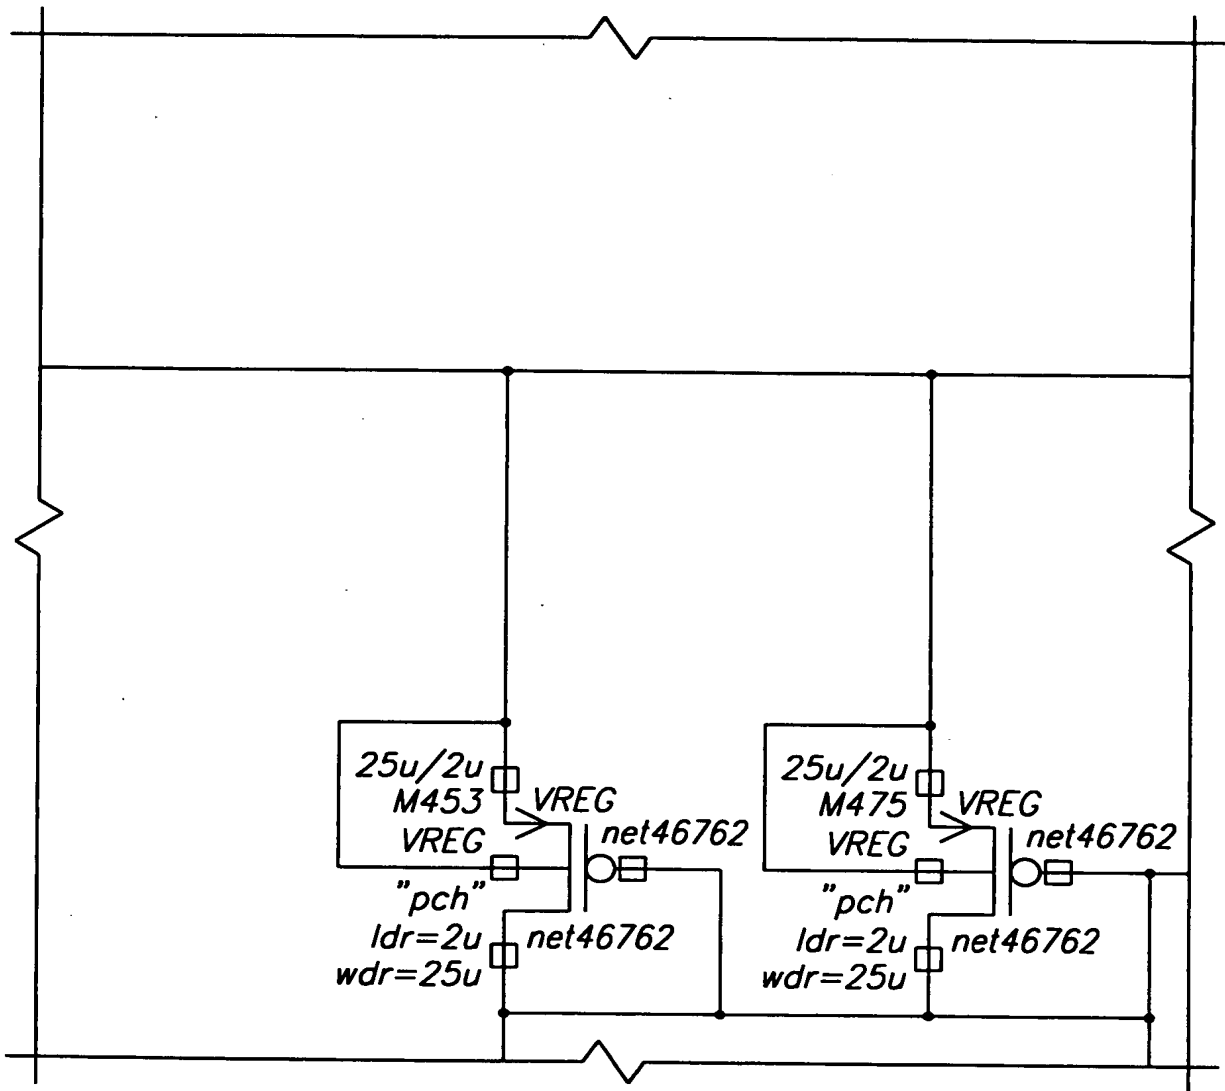 25u/2u
M453
VREG
VREG
net46762
"pch"
ldr=2u
net46762
wdr=25u
25u/2u
M475
VREG
VREG
net46762
"pch"
ldr=2u
net46762
wdr=25u